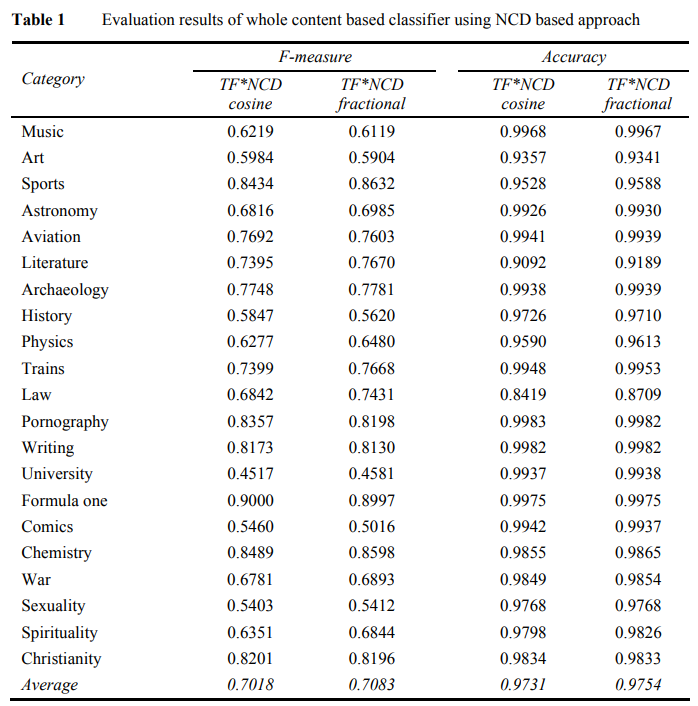 Table 1 Evaluation results of whole content based classifier using NCD based approach
Category F-measure Accuracy
TF*NCD cosine TF*NCD fractional TF*NCD cosine TF*NCD fractional
Music 0.6219 0.6119 0.9968 0.9967
Art 0.5984 0.5904 0.9357 0.9341
Sports 0.8434 0.8632 0.9528 0.9588
Astronomy 0.6816 0.6985 0.9926 0.9930
Aviation 0.7692 0.7603 0.9941 0.9939
Literature 0.7395 0.7670 0.9092 0.9189
Archaeology 0.7748 0.7781 0.9938 0.9939
History 0.5847 0.5620 0.9726 0.9710
Physics 0.6277 0.6480 0.9590 0.9613
Trains 0.7399 0.7668 0.9948 0.9953
Law 0.6842 0.7431 0.8419 0.8709
Pornography 0.8357 0.8198 0.9983 0.9982
Writing 0.8173 0.8130 0.9982 0.9982
University 0.4517 0.4581 0.9937 0.9938
Formula one 0.9000 0.8997 0.9975 0.9975
Comics 0.5460 0.5016 0.9942 0.9937
Chemistry 0.8489 0.8598 0.9855 0.9865
War 0.6781 0.6893 0.9849 0.9854
Sexuality 0.5403 0.5412 0.9768 0.9768
Spirituality 0.6351 0.6844 0.9798 0.9826
Christianity 0.8201 0.8196 0.9834 0.9833
Average 0.7018 0.7083 0.9731 0.9754